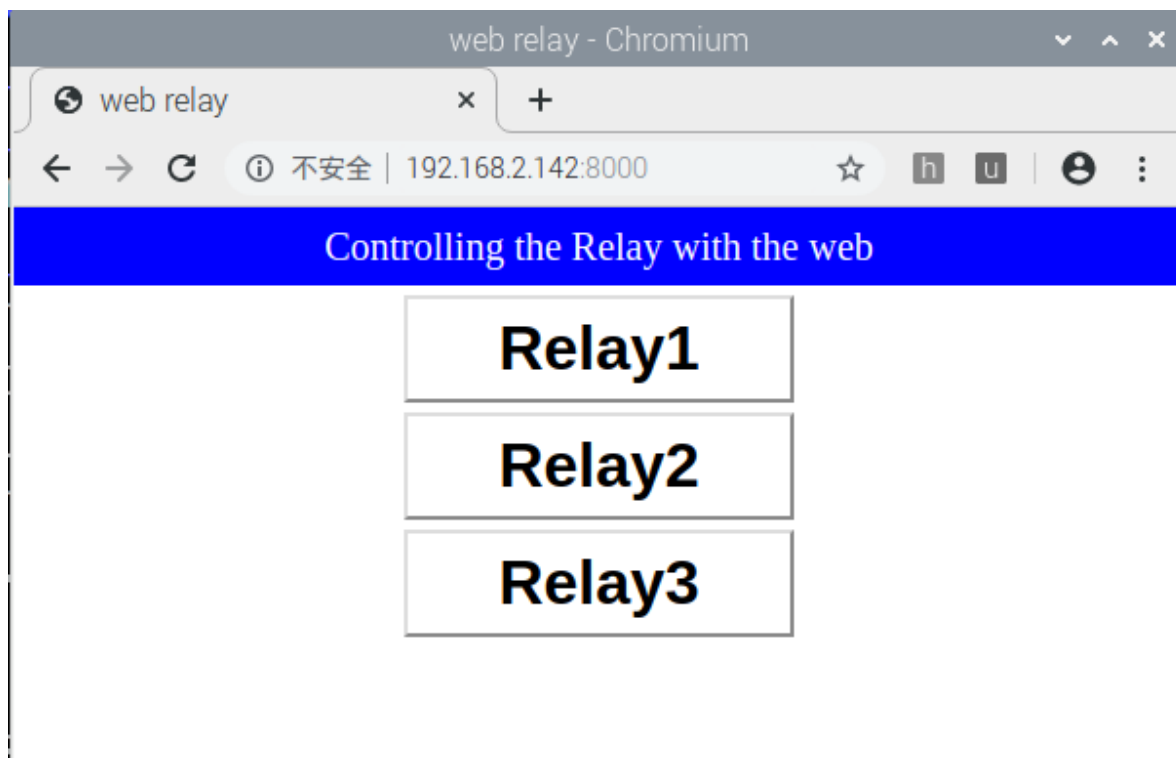 web relay - Chromium
web relay
不安全 192.168.2.142:8000
h u
Controlling the Relay with the web
Relay1
Relay2
Relay3